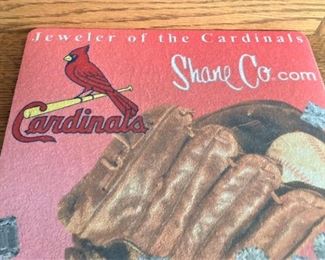 Jeweler of the Cardinals
Shane Co.com
Cardinals